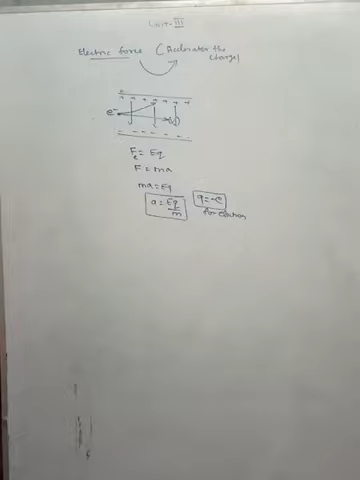 Unit-III
Electric force (Accelerates the charge)
+ + + + + + +
e-
- - - - - -
Fe = Eq
F = ma
ma = Eq
a = Eq/m q = -e
for electron